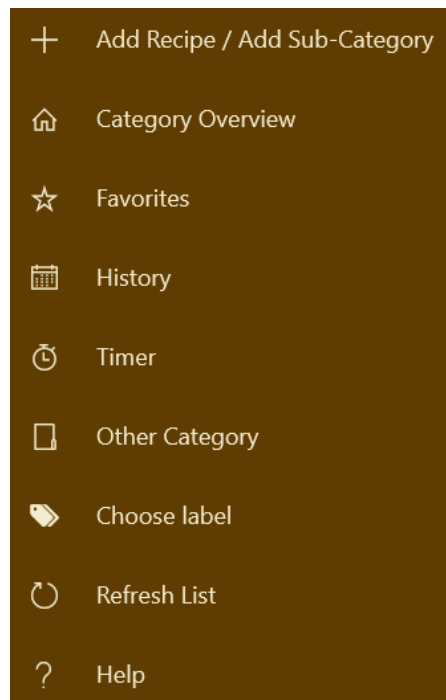 Add Recipe / Add Sub-Category
Category Overview
Favorites
History
Timer
Other Category
Choose label
Refresh List
Help